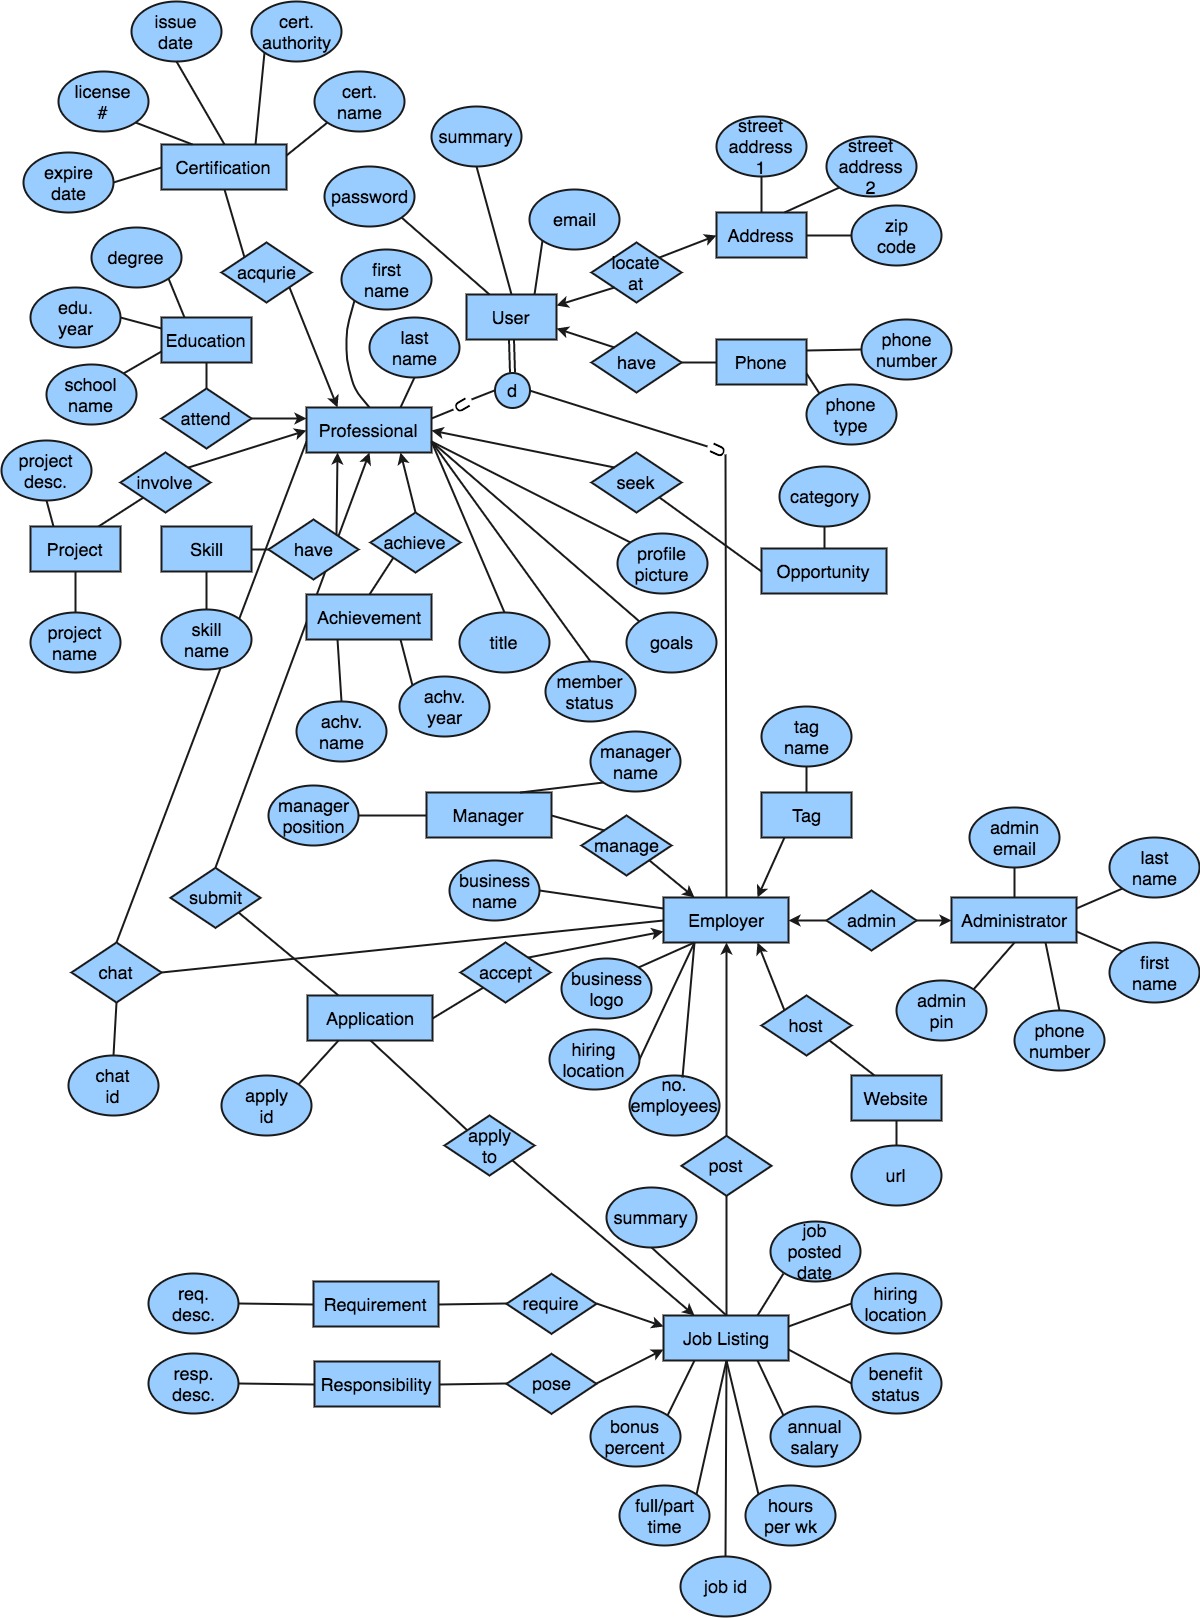 issue
date
cert.
authority
license
#
cert.
name
expire
date
Certification
summary
password
email
street
address
1
street
address
2
Address
zip
code
degree
acqurie
first
name
locate
at
edu.
year
Education
User
last
name
have
Phone
phone
number
school
name
attend
d
phone
type
Professional
project
desc.
involve
seek
category
Project
Skill
have
achieve
profile
picture
Opportunity
Achievement
project
name
skill
name
title
goals
member
status
achv.
name
achv.
year
tag
name
manager
name
manager
position
Manager
manage
Tag
admin
email
last
name
business
name
submit
Employer
admin
Administrator
chat
accept
business
logo
first
name
admin
pin
Application
host
phone
number
hiring
location
chat
id
apply
id
no.
employees
Website
apply
to
post
url
summary
job
posted
date
req.
desc.
Requirement
require
hiring
location
Job Listing
resp.
desc.
Responsibility
pose
benefit
status
bonus
percent
annual
salary
full/part
time
hours
per wk
job id